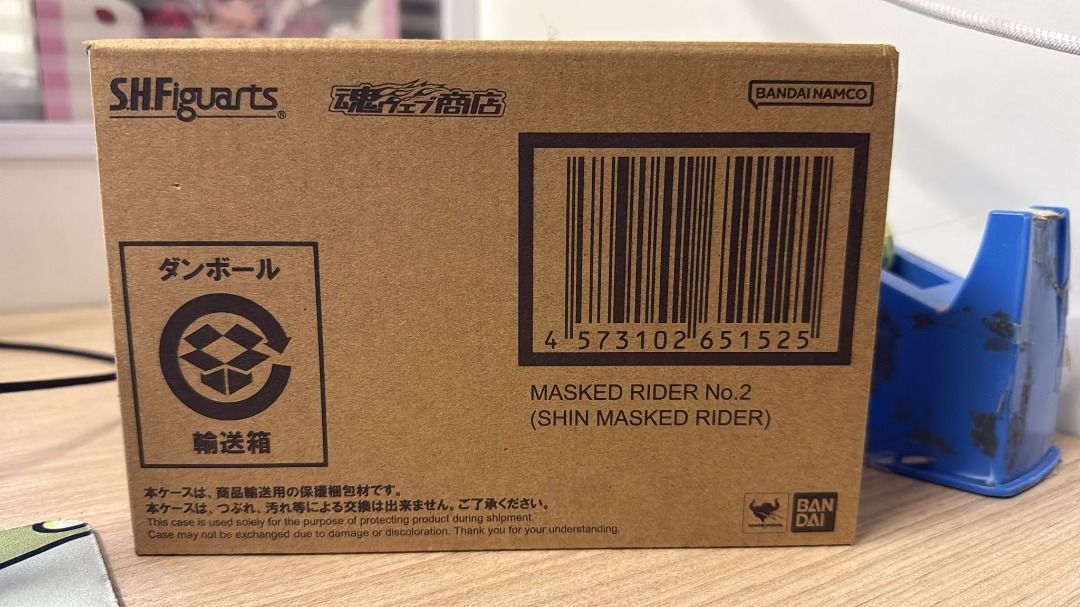 S.H.Figuarts®
魂ウェブ商店
BANDAI NAMCO
4 573102 651525
MASKED RIDER No.2
(SHIN MASKED RIDER)
ダンボール
輸送箱
本ケースは、商品輸送用の保護梱包材です。
本ケースは、つぶれ、汚れ等による交換は出来ません。ご了承ください。
This case is used solely for the purpose of protecting product during shipment.
Case may not be exchanged due to damage or discoloration. Thank you for your understanding.
BAN
DAI